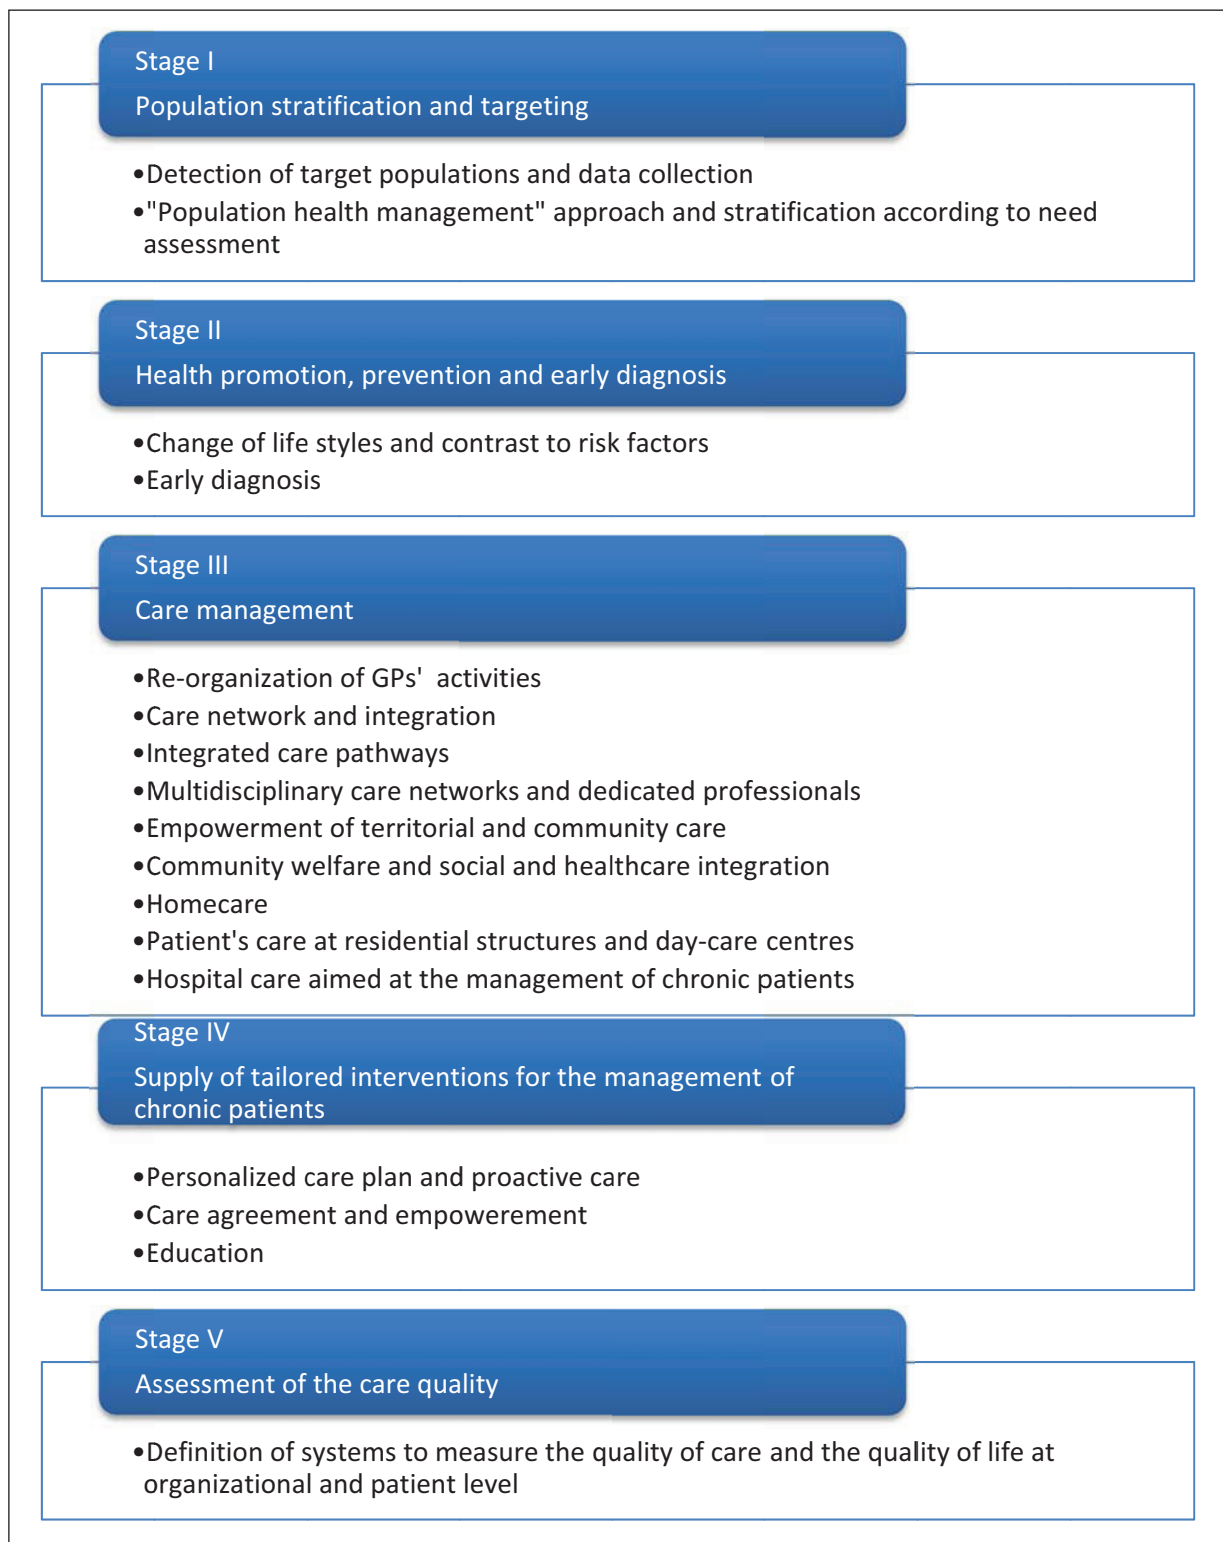 Stage I
Population stratification and targeting
•Detection of target populations and data collection
•"Population health management" approach and stratification according to need
assessment
Stage II
Health promotion, prevention and early diagnosis
•Change of life styles and contrast to risk factors
•Early diagnosis
Stage III
Care management
•Re-organization of GPs' activities
•Care network and integration
•Integrated care pathways
•Multidisciplinary care networks and dedicated professionals
•Empowerment of territorial and community care
•Community welfare and social and healthcare integration
•Homecare
•Patient's care at residential structures and day-care centres
•Hospital care aimed at the management of chronic patients
Stage IV
Supply of tailored interventions for the management of
chronic patients
•Personalized care plan and proactive care
•Care agreement and empowerement
•Education
Stage V
Assessment of the care quality
•Definition of systems to measure the quality of care and the quality of life at
organizational and patient level